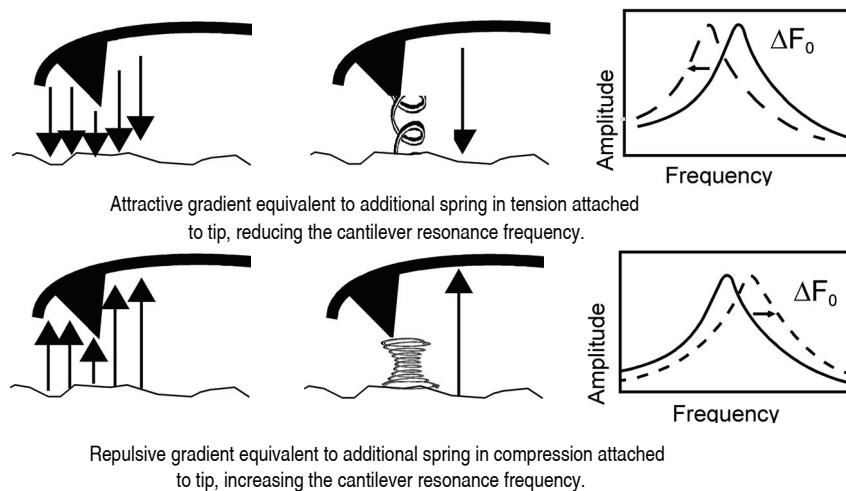 ΔF₀
Amplitude
Frequency
Attractive gradient equivalent to additional spring in tension attached
to tip, reducing the cantilever resonance frequency.
ΔF₀
Amplitude
Frequency
Repulsive gradient equivalent to additional spring in compression attached
to tip, increasing the cantilever resonance frequency.